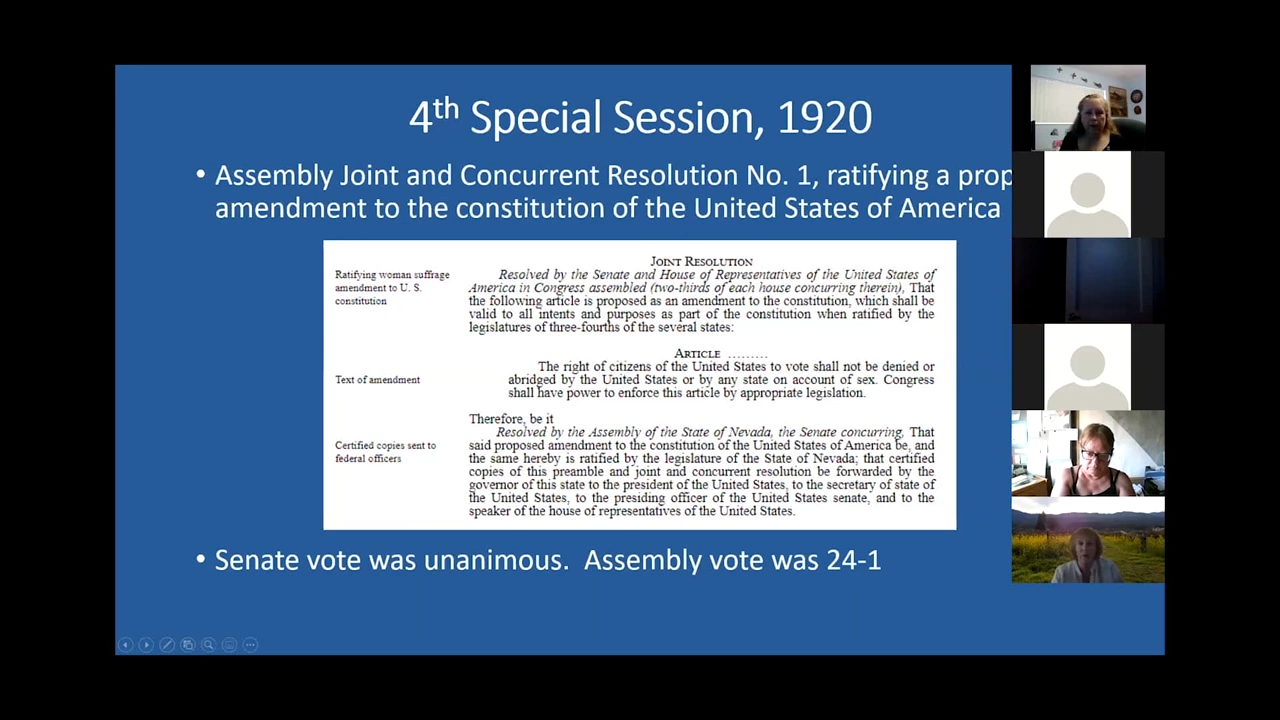 4th Special Session, 1920
• Assembly Joint and Concurrent Resolution No. 1, ratifying a prop
amendment to the constitution of the United States of America
JOINT RESOLUTION
Ratifying woman suffrage
amendment to U. S.
constitution
Resolved by the Senate and House of Representatives of the United States of
America in Congress assembled (two-thirds of each house concurring therein), That
the following article is proposed as an amendment to the constitution, which shall be
valid to all intents and purposes as part of the constitution when ratified by the
legislatures of three-fourths of the several states:
ARTICLE .........
Text of amendment
The right of citizens of the United States to vote shall not be denied or
abridged by the United States or by any state on account of sex. Congress
shall have power to enforce this article by appropriate legislation.
Therefore, be it
Certified copies sent to
federal officers
Resolved by the Assembly of the State of Nevada, the Senate concurring, That
said proposed amendment to the constitution of the United States of America be, and
the same hereby is ratified by the legislature of the State of Nevada; that certified
copies of this preamble and joint and concurrent resolution be forwarded by the
governor of this state to the president of the United States, to the secretary of state of
the United States, to the presiding officer of the United States senate, and to the
speaker of the house of representatives of the United States.
• Senate vote was unanimous. Assembly vote was 24-1